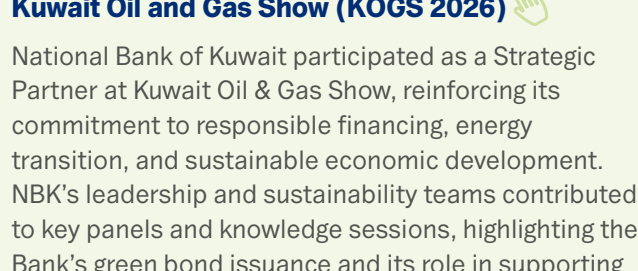 Kuwait Oil and Gas Show (KOGS 2026)
National Bank of Kuwait participated as a Strategic
Partner at Kuwait Oil & Gas Show, reinforcing its
commitment to responsible financing, energy
transition, and sustainable economic development.
NBK's leadership and sustainability teams contributed
to key panels and knowledge sessions, highlighting the
Bank's green bond issuance and its role in supporting